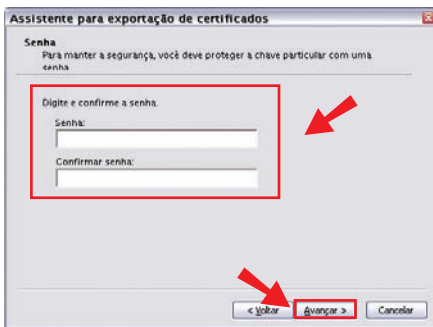 Assistente para exportação de certificados
Senha
Para manter a segurança, você deve proteger a chave particular com uma
senha.
Digite e confirme a senha.
Senha:
Confirmar senha:
< Voltar
Avançar >
Cancelar